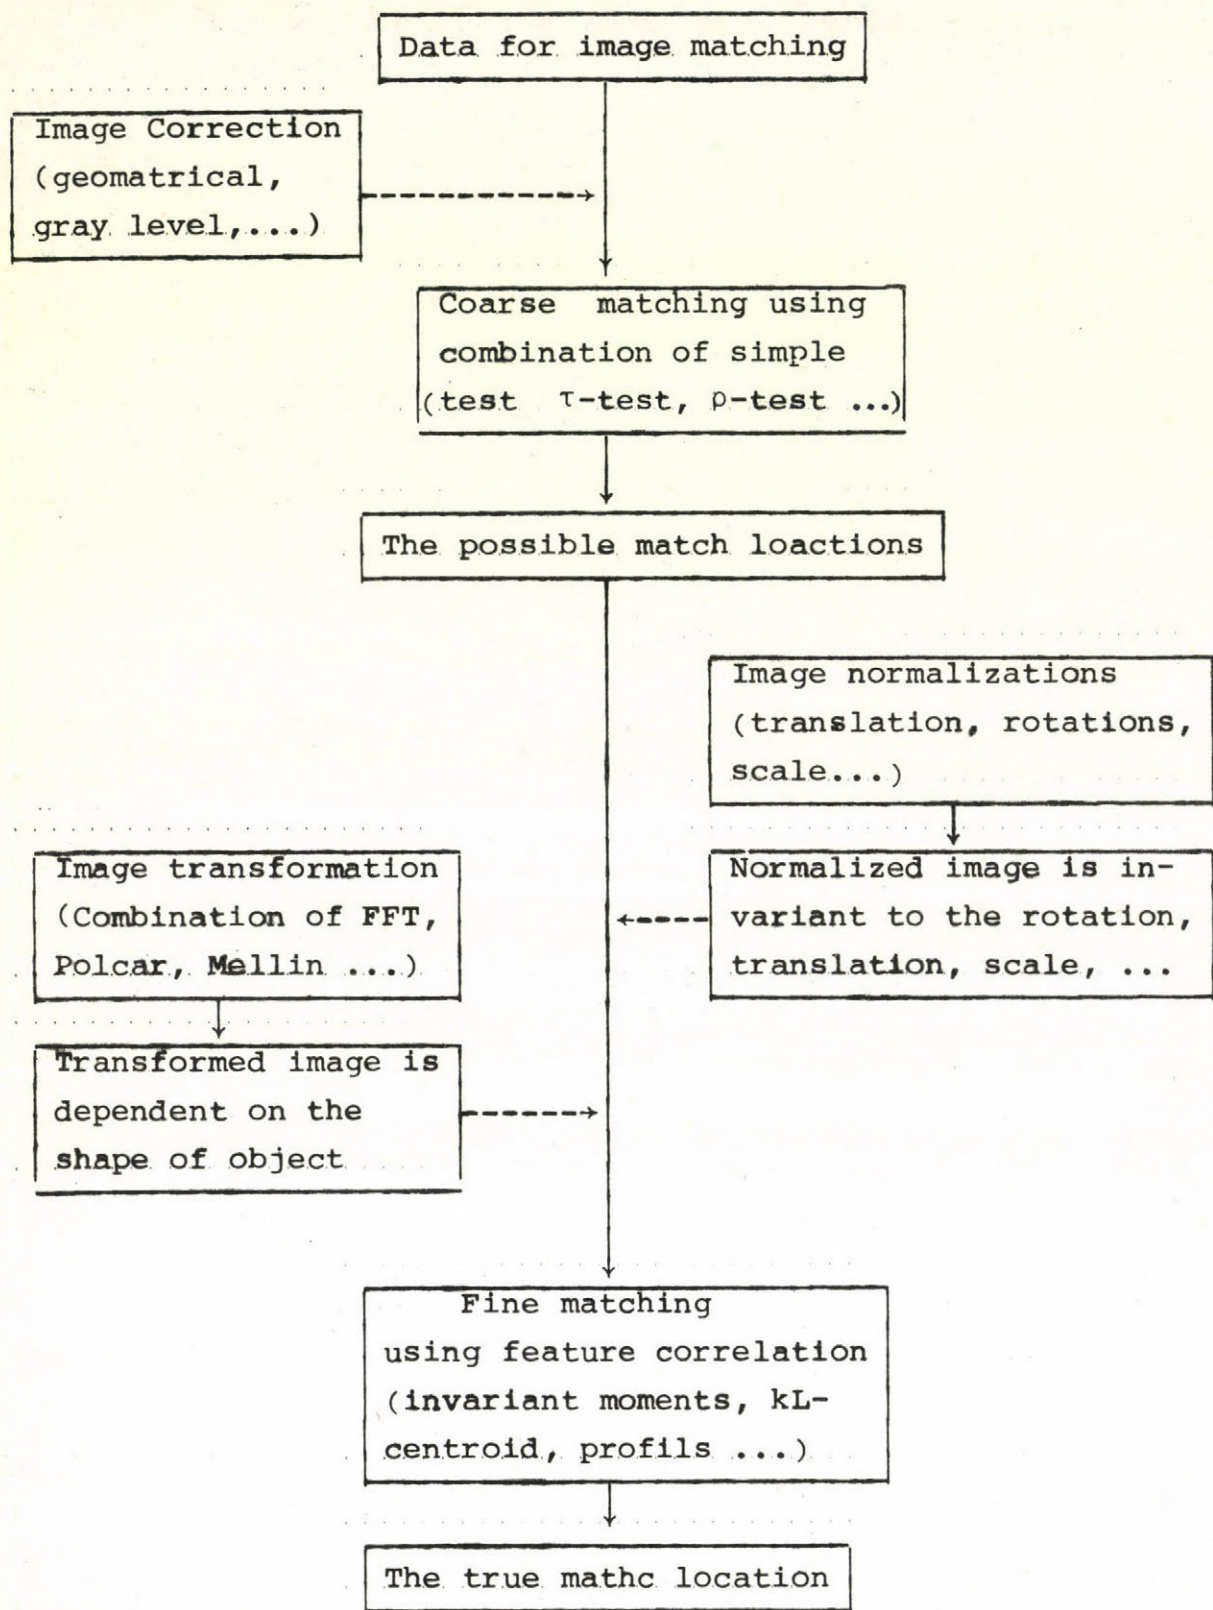 Data for image matching
Image Correction
(geomatrical,
gray level,...)
Coarse matching using
combination of simple
(test τ-test, ρ-test ...)
The possible match loactions
Image normalizations
(translation, rotations,
scale...)
Image transformation
(Combination of FFT,
Polcar, Mellin ...)
Normalized image is in-
variant to the rotation,
translation, scale, ...
Transformed image is
dependent on the
shape of object
Fine matching
using feature correlation
(invariant moments, kL-
centroid, profils ...)
The true mathc location